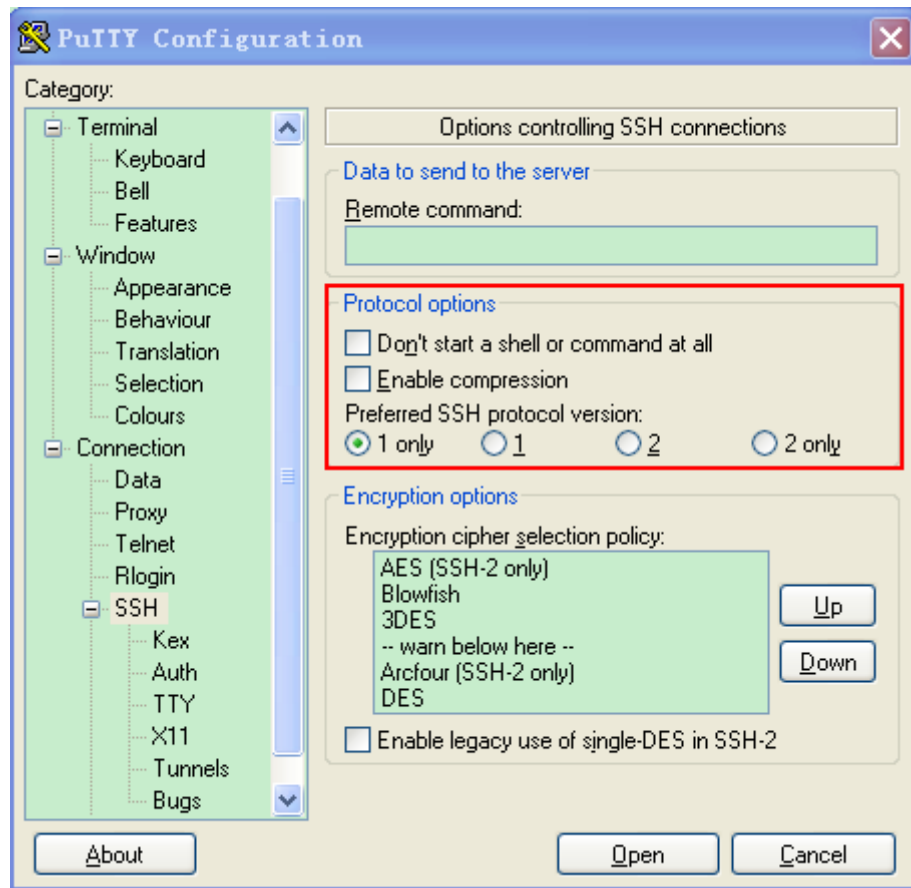 PuTTY Configuration
Category:
Terminal
Keyboard
Bell
Features
Window
Appearance
Behaviour
Translation
Selection
Colours
Connection
Data
Proxy
Telnet
Rlogin
SSH
Kex
Auth
TTY
X11
Tunnels
Bugs
Options controlling SSH connections
Data to send to the server
Remote command:
Protocol options
Don't start a shell or command at all
Enable compression
Preferred SSH protocol version:
1 only 1 2 2 only
Encryption options
Encryption cipher selection policy:
AES (SSH-2 only)
Blowfish
3DES
-- warn below here --
Arcfour (SSH-2 only)
DES
Up
Down
Enable legacy use of single-DES in SSH-2
About Open Cancel